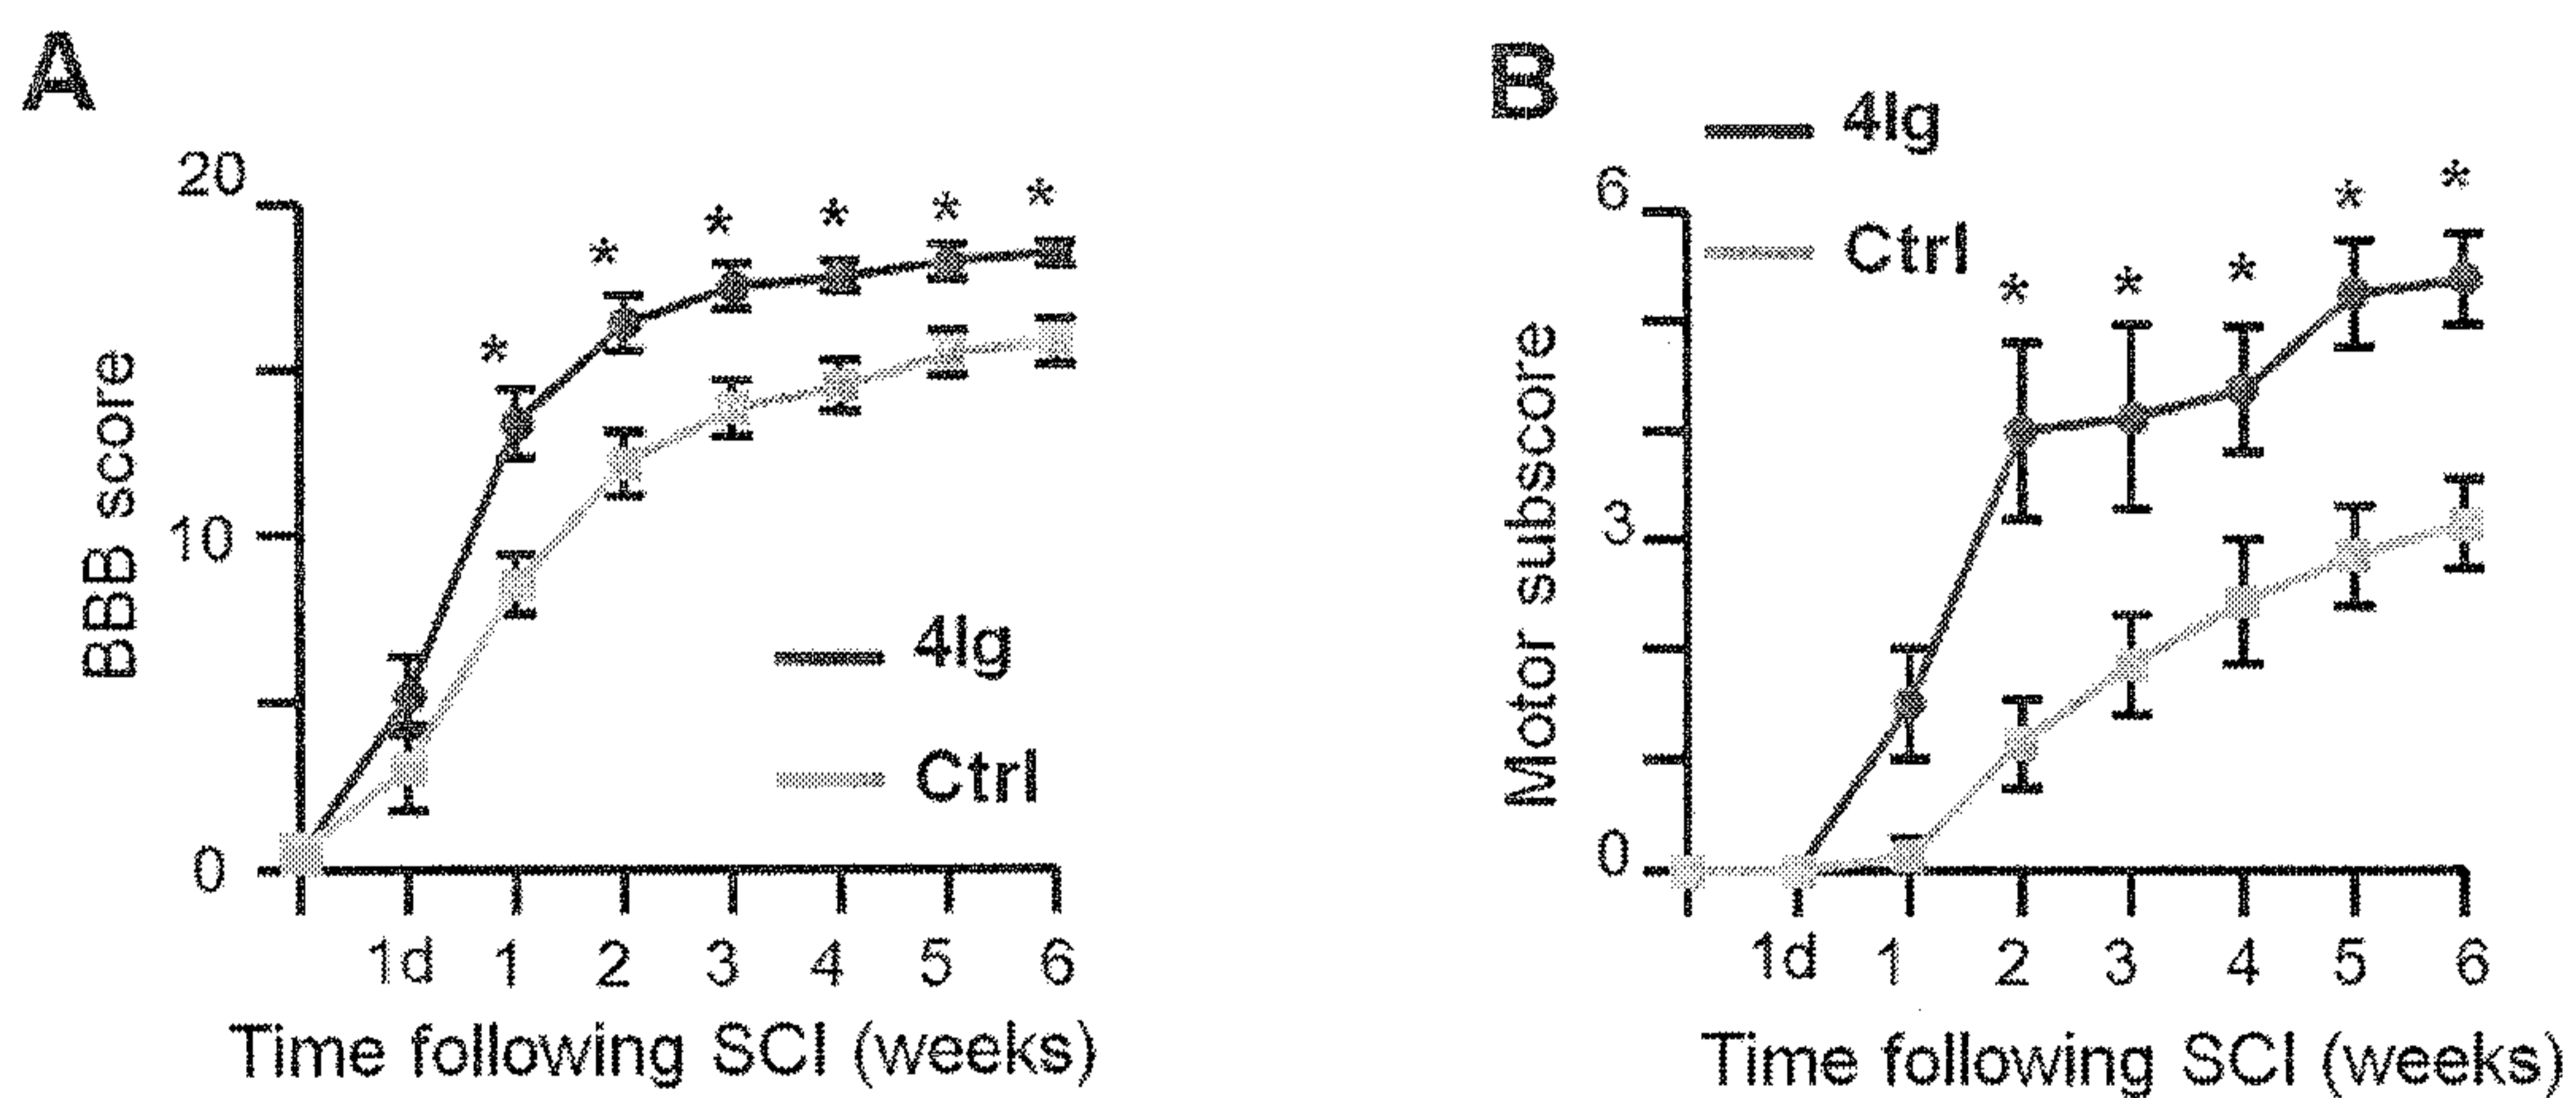 A
20
10
0
BBB score
* * * * * *
4Ig
Ctrl
1d 1 2 3 4 5 6
Time following SCI (weeks)
B
4Ig
Ctrl
6
3
0
Motor subscore
* * * * *
1d 1 2 3 4 5 6
Time following SCI (weeks)